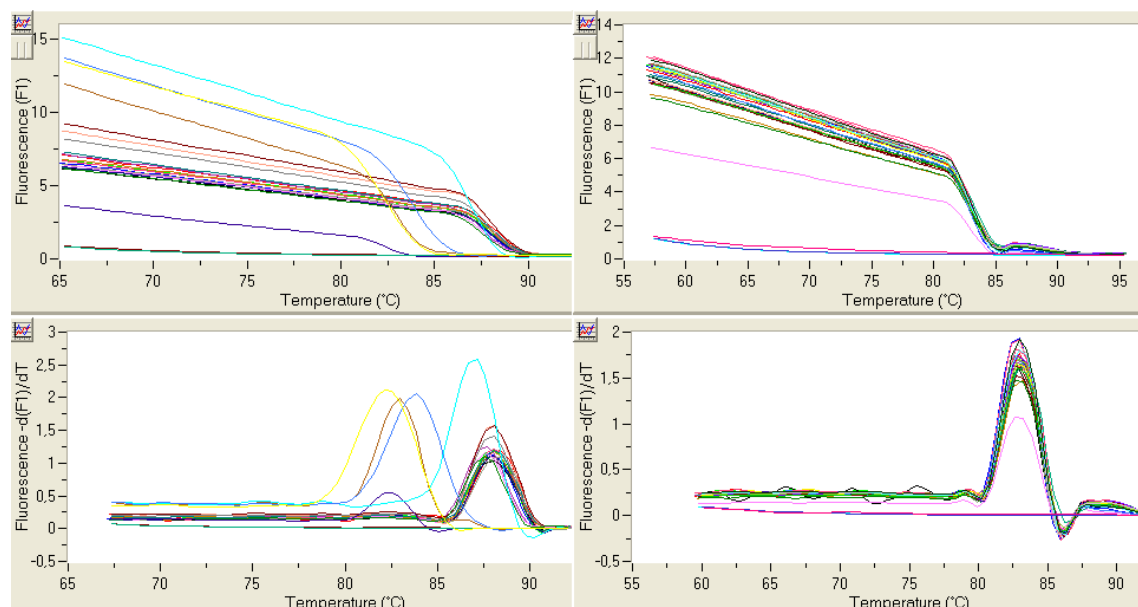 Fluorescence (F1)
15
10
5
0
65 70 75 80 85 90
Temperature (°C)
Fluorescence (F1)
14
12
10
8
6
4
2
0
55 60 65 70 75 80 85 90 95
Temperature (°C)
Fluorescence -d(F1)/dT
3
2,5
2
1,5
1
0,5
0
-0,5
65 70 75 80 85 90
Temperature (°C)
Fluorescence -d(F1)/dT
2
1,5
1
0,5
0
-0,5
55 60 65 70 75 80 85 90
Temperature (°C)